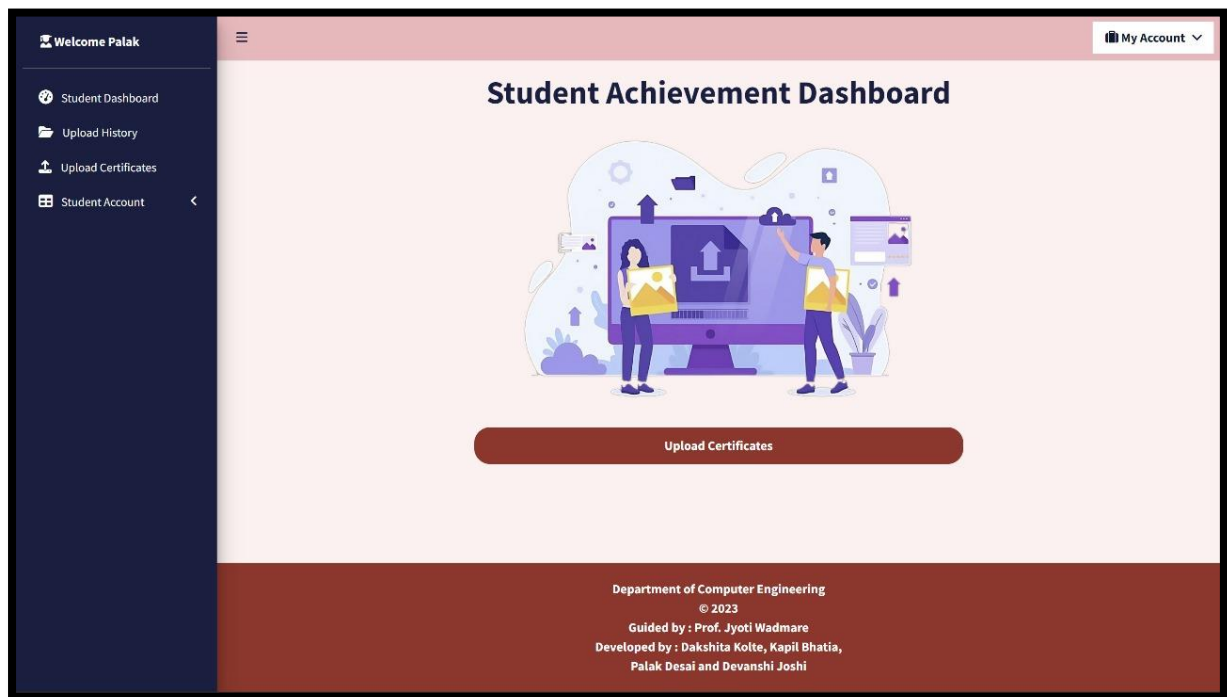 Welcome Palak
My Account
Student Dashboard
Upload History
Upload Certificates
Student Account
Student Achievement Dashboard
Upload Certificates
Department of Computer Engineering
© 2023
Guided by : Prof. Jyoti Wadmare
Developed by : Dakshita Kolte, Kapil Bhatia,
Palak Desai and Devanshi Joshi